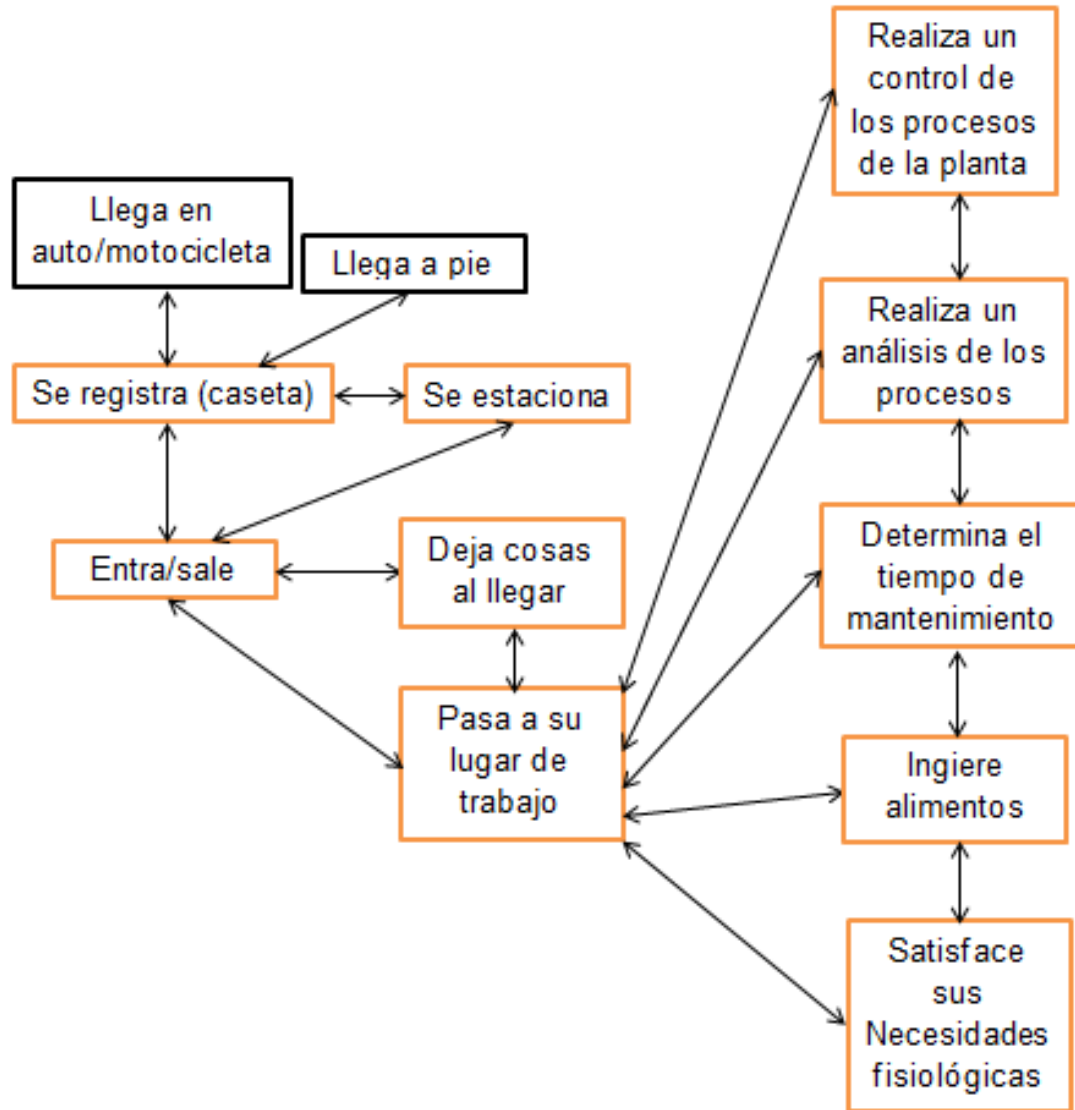 Realiza un
control de
los procesos
de la planta
Llega en
auto/motocicleta
Llega a pie
Realiza un
análisis de los
procesos
Se registra (caseta)
Se estaciona
Determina el
tiempo de
mantenimiento
Entra/sale
Deja cosas
al llegar
Pasa a su
lugar de
trabajo
Ingiere
alimentos
Satisface
sus
Necesidades
fisiológicas